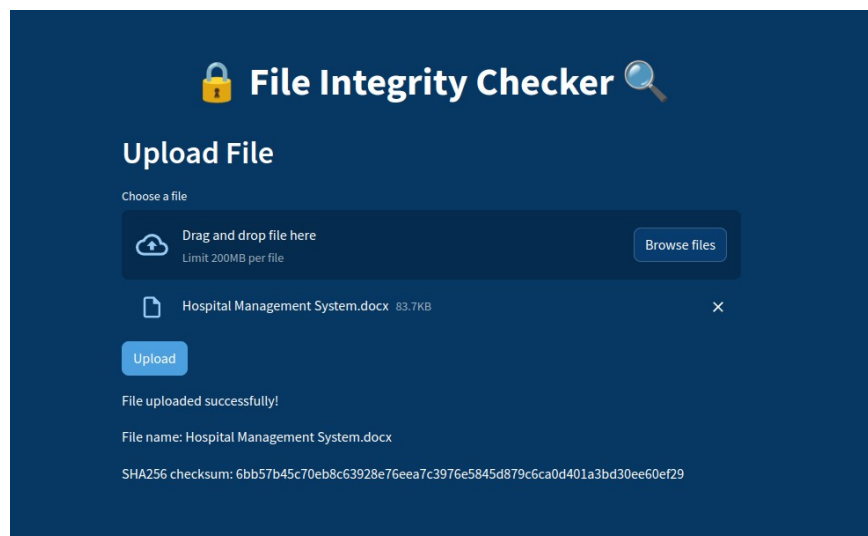 File Integrity Checker
Upload File
Choose a file
Drag and drop file here
Limit 200MB per file
Browse files
Hospital Management System.docx 83.7KB
Upload
File uploaded successfully!
File name: Hospital Management System.docx
SHA256 checksum: 6bb57b45c70eb8c63928e76eea7c3976e5845d879c6ca0d401a3bd30ee60ef29